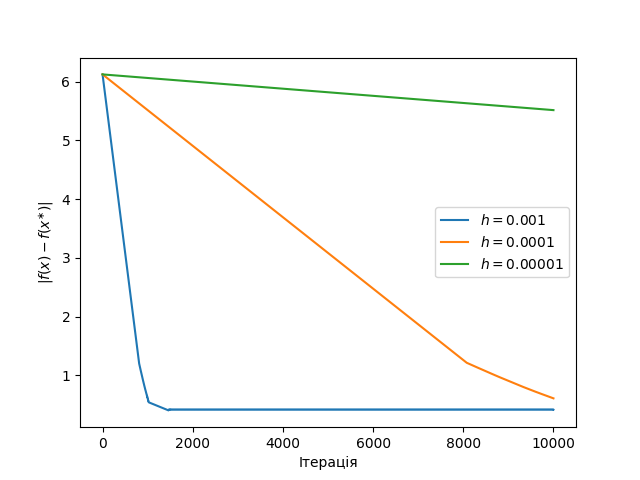 6
5
4
3
2
1
|f(x) − f(x*)|
h = 0.001
h = 0.0001
h = 0.00001
0 2000 4000 6000 8000 10000
Ітерація